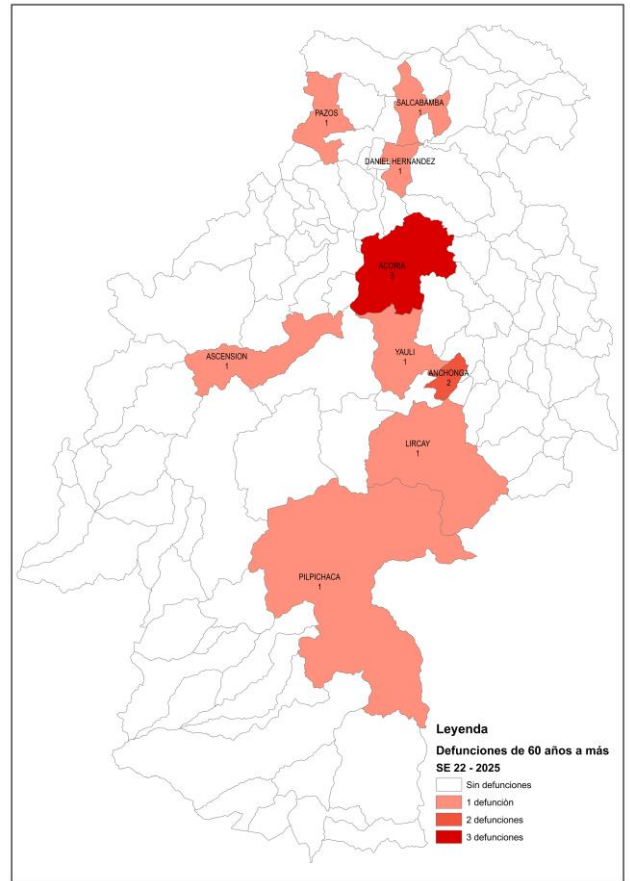 PAZOS
1
SALCABAMBA
1
DANIEL HERNANDEZ
1
ACORIA
3
ASCENSION
1
YAULI
1
ANCHONGA
2
LIRCAY
1
PILPICHACA
1
Leyenda
Defunciones de 60 años a más
SE 22 - 2025
Sin defunciones
1 defunción
2 defunciones
3 defunciones